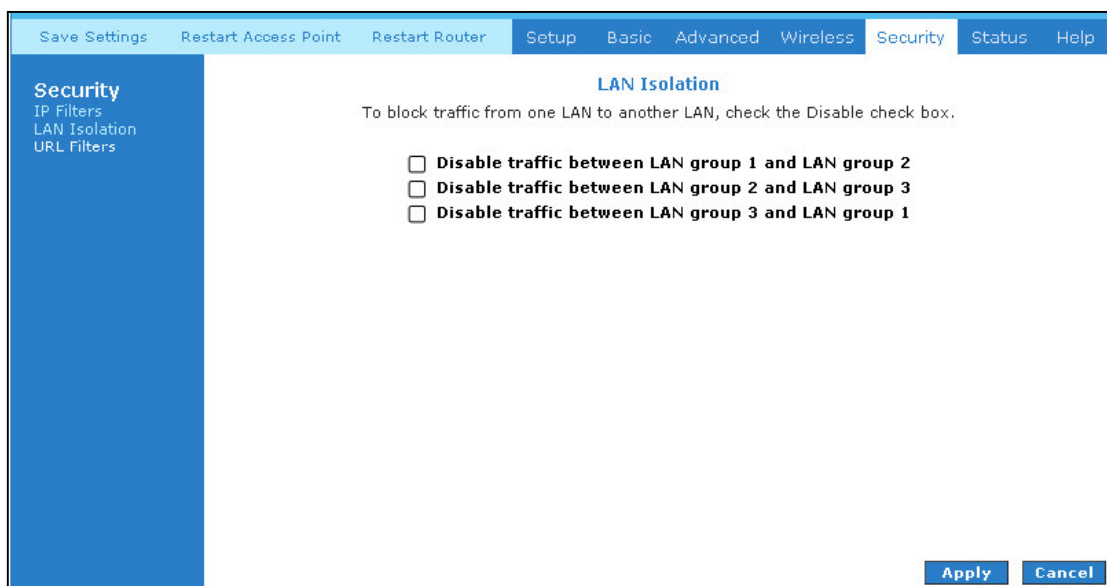 Save Settings Restart Access Point Restart Router Setup Basic Advanced Wireless Security Status Help
Security
IP Filters
LAN Isolation
URL Filters
LAN Isolation
To block traffic from one LAN to another LAN, check the Disable check box.
Disable traffic between LAN group 1 and LAN group 2
Disable traffic between LAN group 2 and LAN group 3
Disable traffic between LAN group 3 and LAN group 1
Apply Cancel